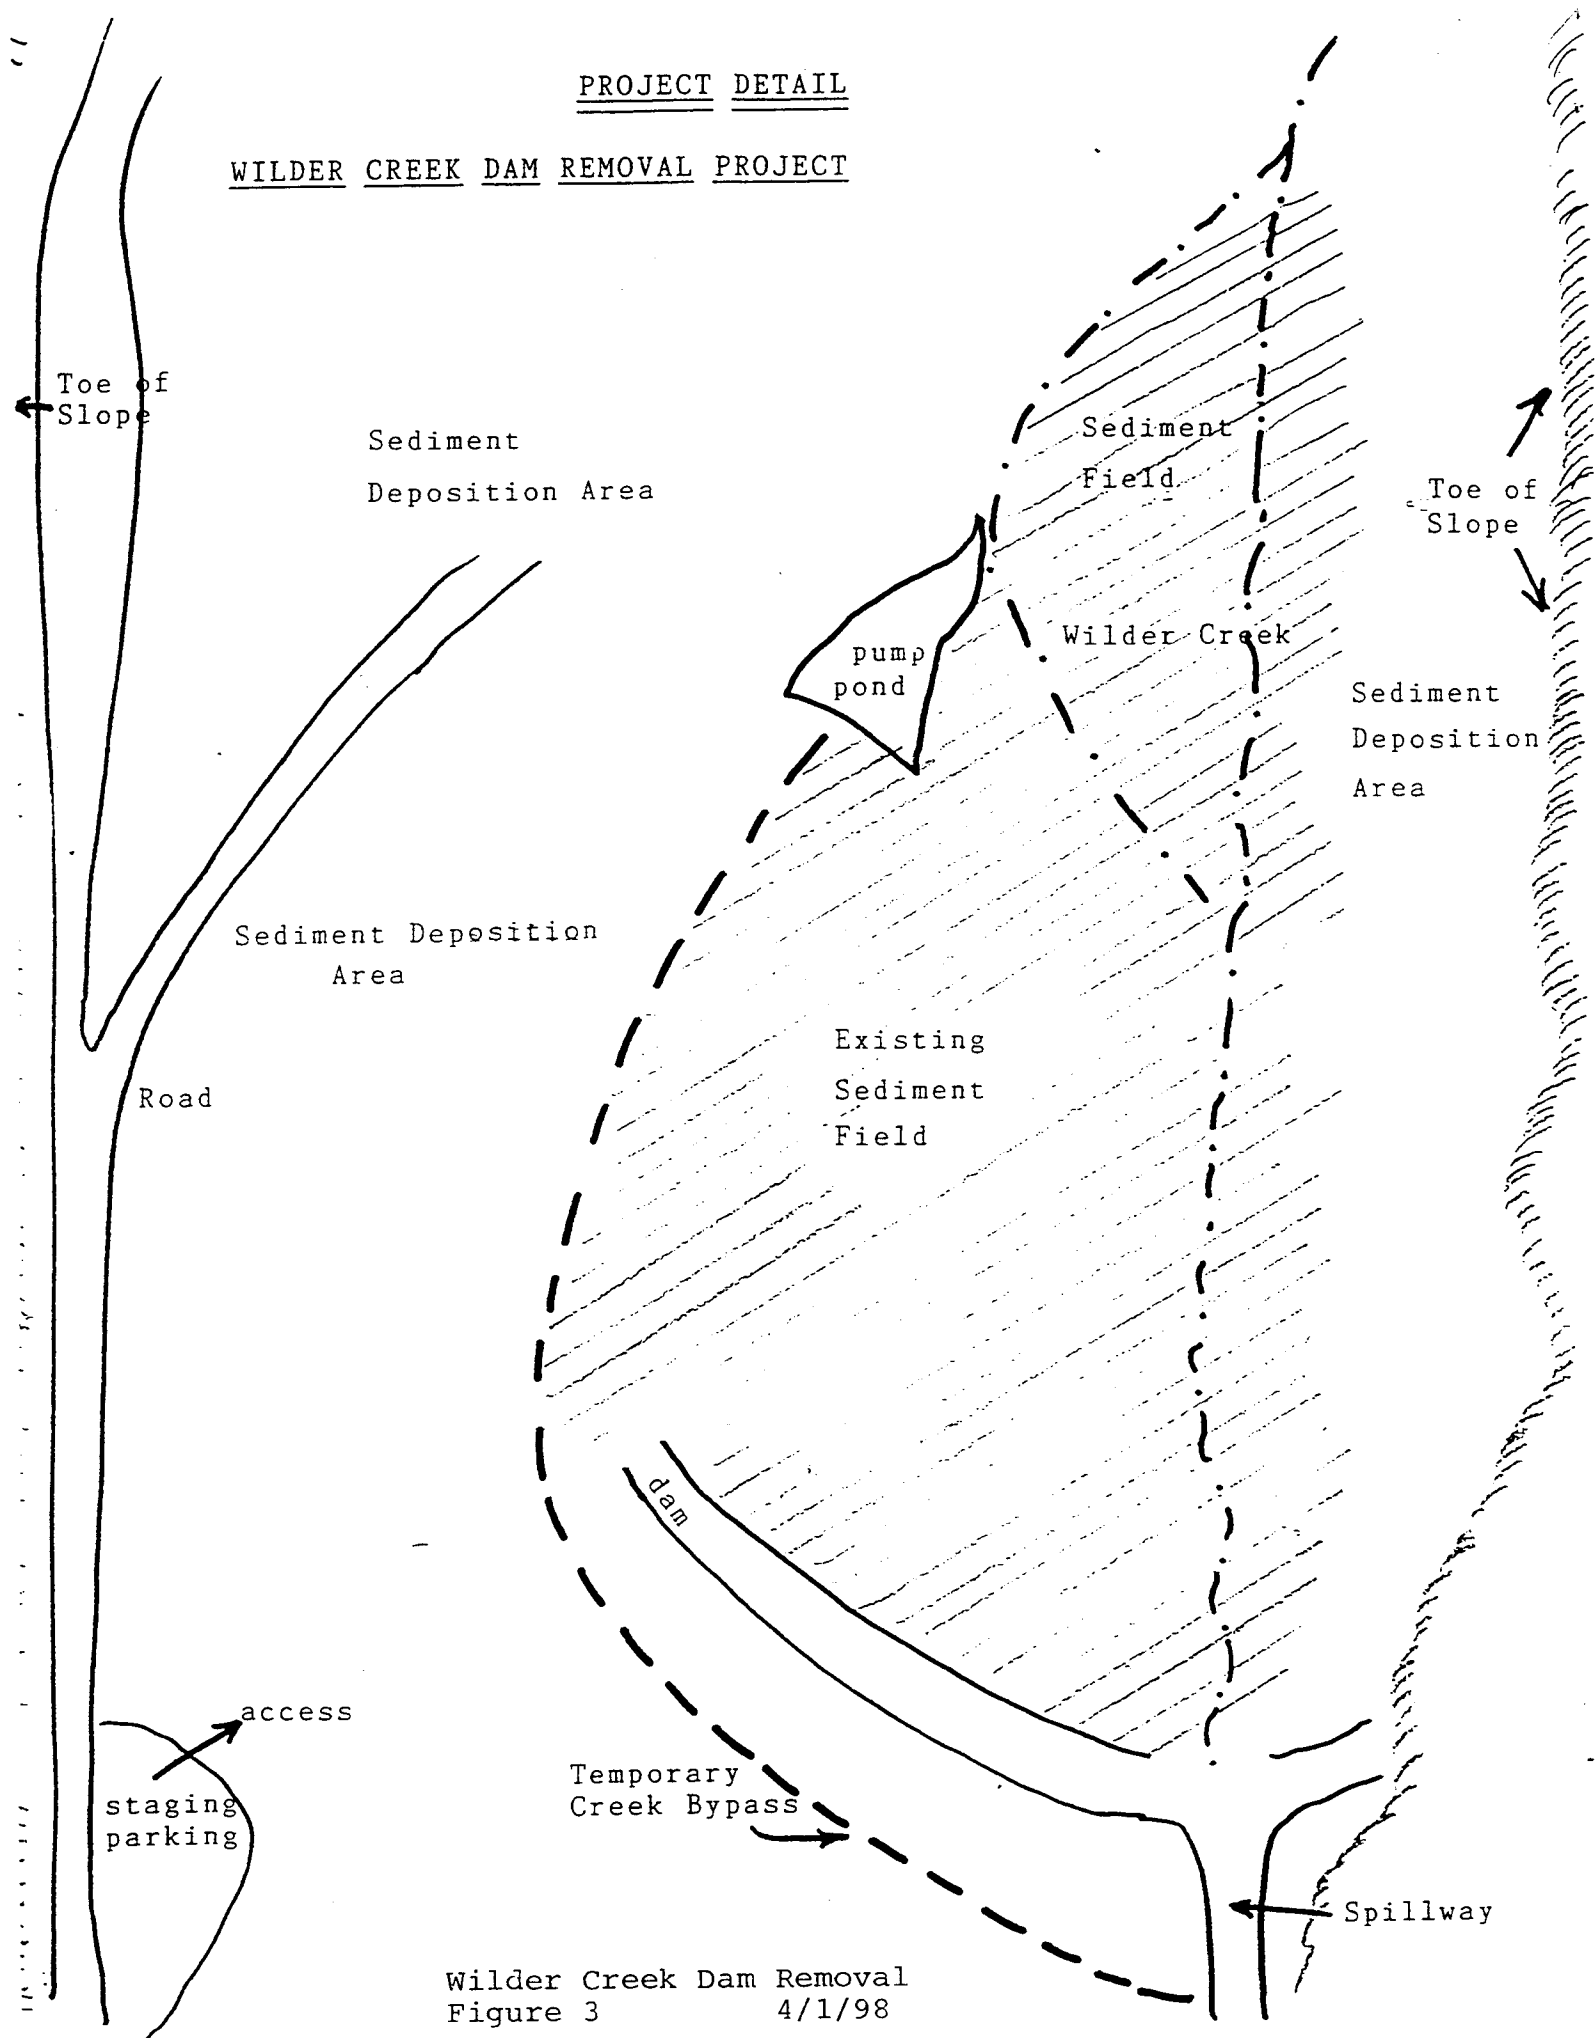 PROJECT DETAIL
WILDER CREEK DAM REMOVAL PROJECT
Toe of
Slope
Sediment
Deposition Area
Sediment
Field
Toe of
Slope
pump
pond
Wilder Creek
Sediment
Deposition
Area
Sediment Deposition
Area
Existing
Sediment
Field
Road
dam
access
staging
parking
Temporary
Creek Bypass
Spillway
Wilder Creek Dam Removal
Figure 3 4/1/98